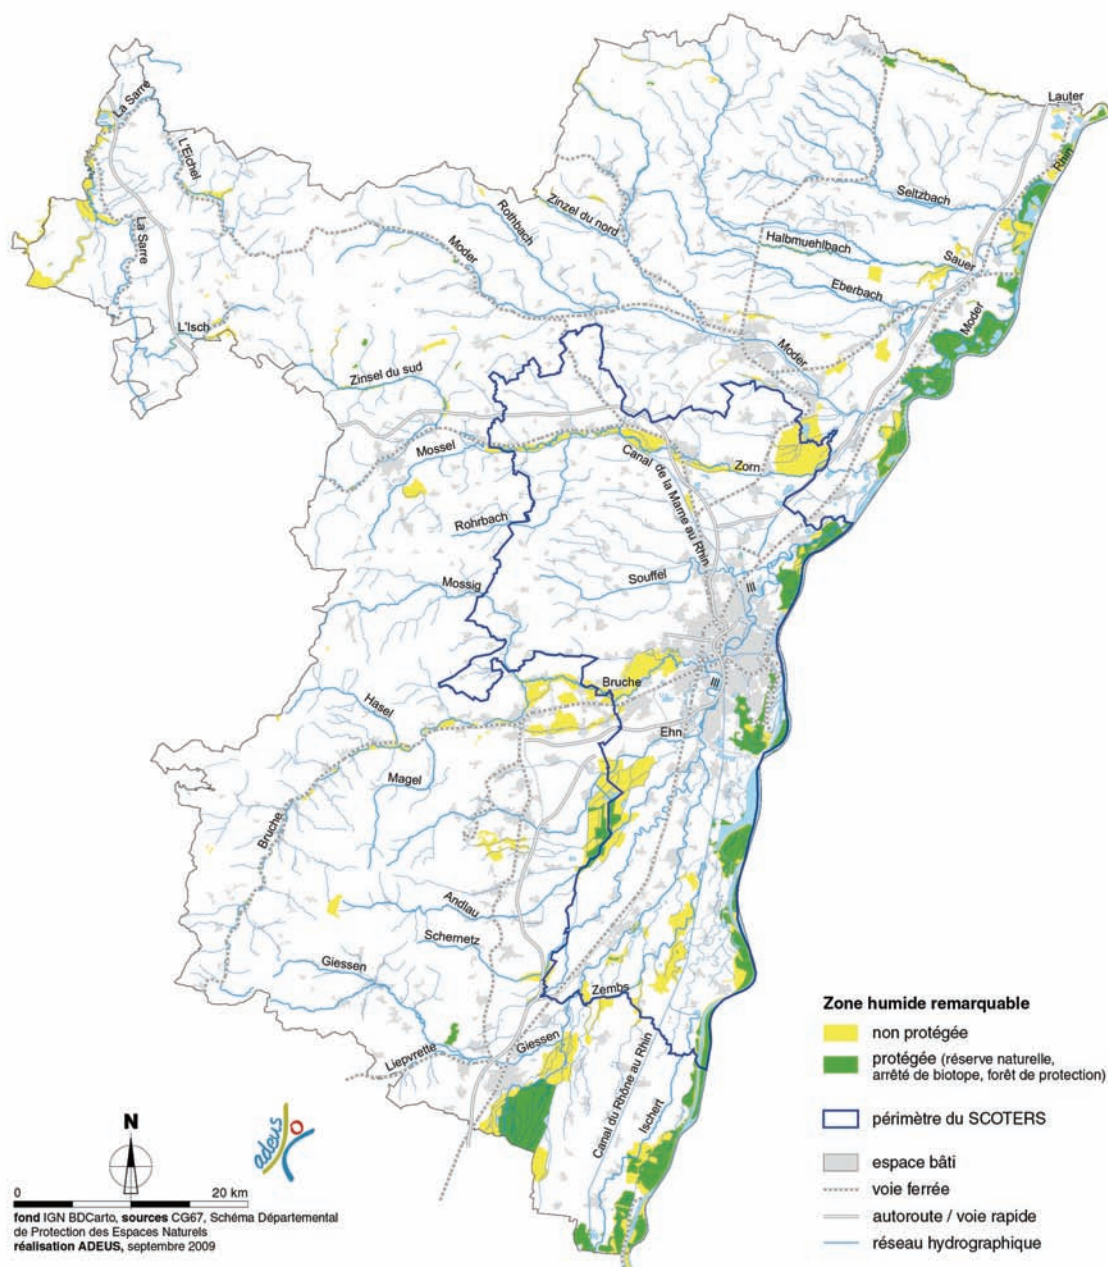 Lauter
La Sarre
L'Eichel
Rhin
Seltzbach
Zinzel du nord
Rothbach
La Sarre
Moder
Halbmuehlbach
Sauer
Eberbach
Moder
L'Isch
Moder
Zinsel du sud
Mossel
Zorn
Canal de la Marne au Rhin
Rohrbach
Souffel
Ill
Mossig
Bruche
Ill
Hasel
Ehn
Magel
Bruche
Andlau
Schernetz
Giessen
Zembs
Giessen
Liepvrette
Canal du Rhône au Rhin
Ischert
Zone humide remarquable
non protégée
protégée (réserve naturelle,
arrêté de biotope, forêt de protection)
périmètre du SCOTERS
espace bâti
voie ferrée
autoroute / voie rapide
réseau hydrographique
N
adeus
0 20 km
fond IGN BDCarto, sources CG67, Schéma Départemental
de Protection des Espaces Naturels
réalisation ADEUS, septembre 2009